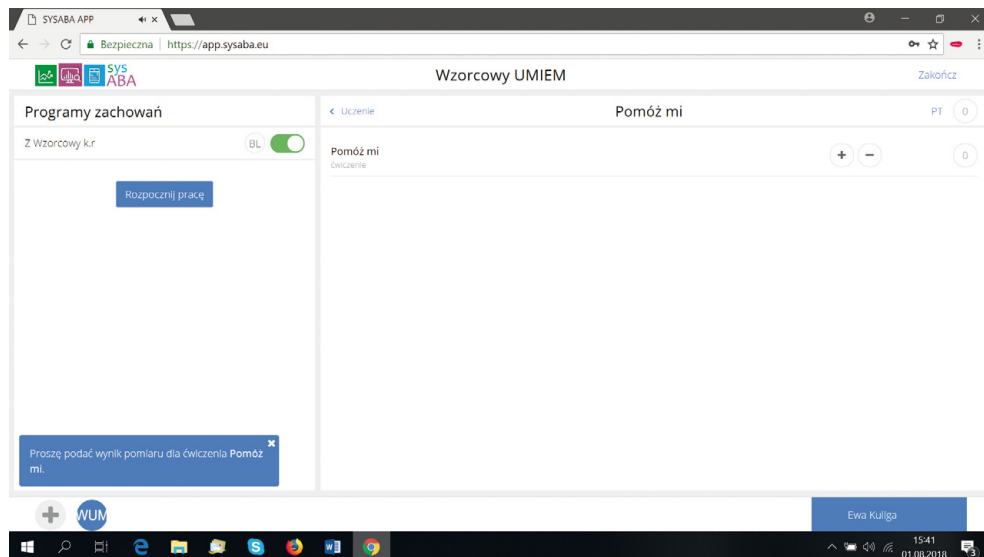 SYSABA APP
Bezpieczna
https://app.sysaba.eu
sys
ABA
Wzorcowy UMIEM
Zakończ
Programy zachowań
Uczenie
Pomóż mi
PT
0
Z Wzorcowy k.r
BL
Pomóż mi
ćwiczenie
0
Rozpocznij pracę
Proszę podać wynik pomiaru dla ćwiczenia Pomóż
mi.
WUM
Ewa Kuliga
15:41
01.08.2018
3